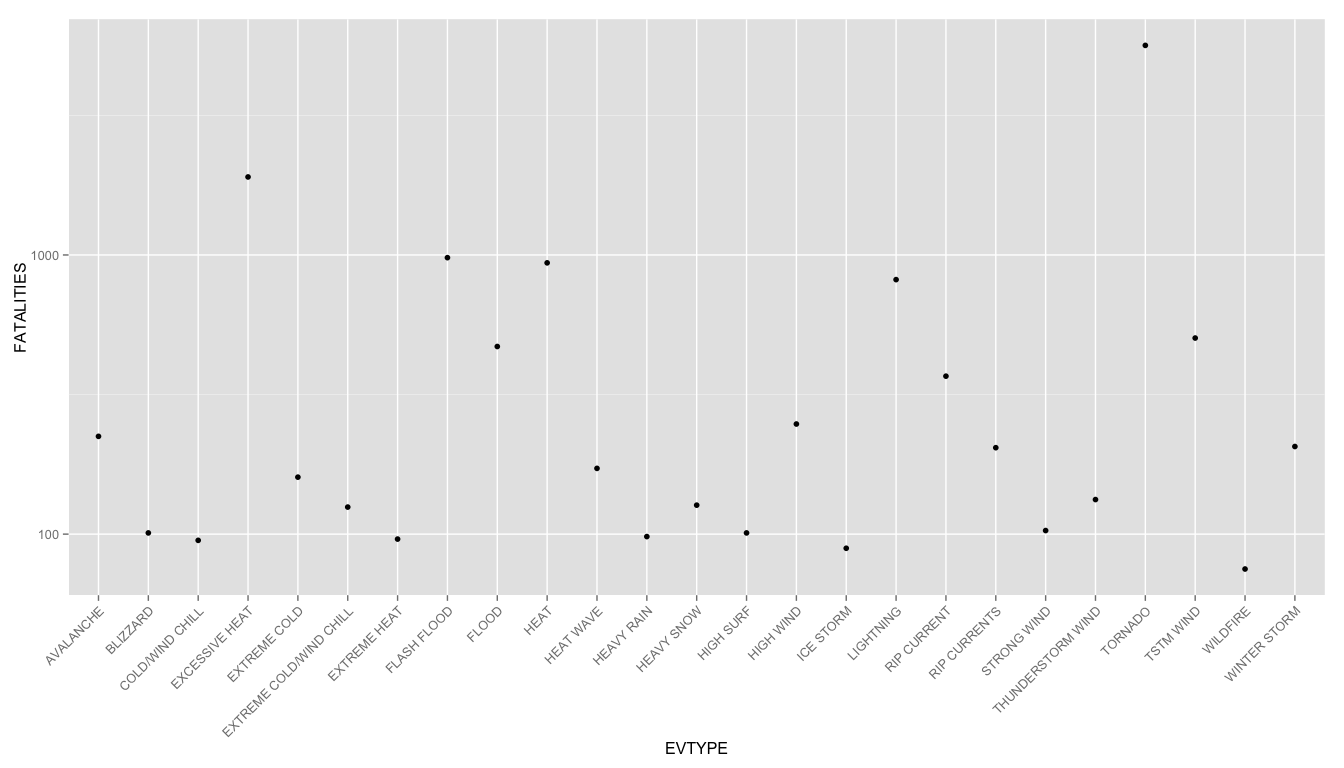 FATALITIES
1000
100
AVALANCHE
BLIZZARD
COLD/WIND CHILL
EXCESSIVE HEAT
EXTREME COLD
EXTREME COLD/WIND CHILL
EXTREME HEAT
FLASH FLOOD
FLOOD
HEAT
HEAT WAVE
HEAVY RAIN
HEAVY SNOW
HIGH SURF
HIGH WIND
ICE STORM
LIGHTNING
RIP CURRENT
RIP CURRENTS
STRONG WIND
THUNDERSTORM WIND
TORNADO
TSTM WIND
WILDFIRE
WINTER STORM
EVTYPE